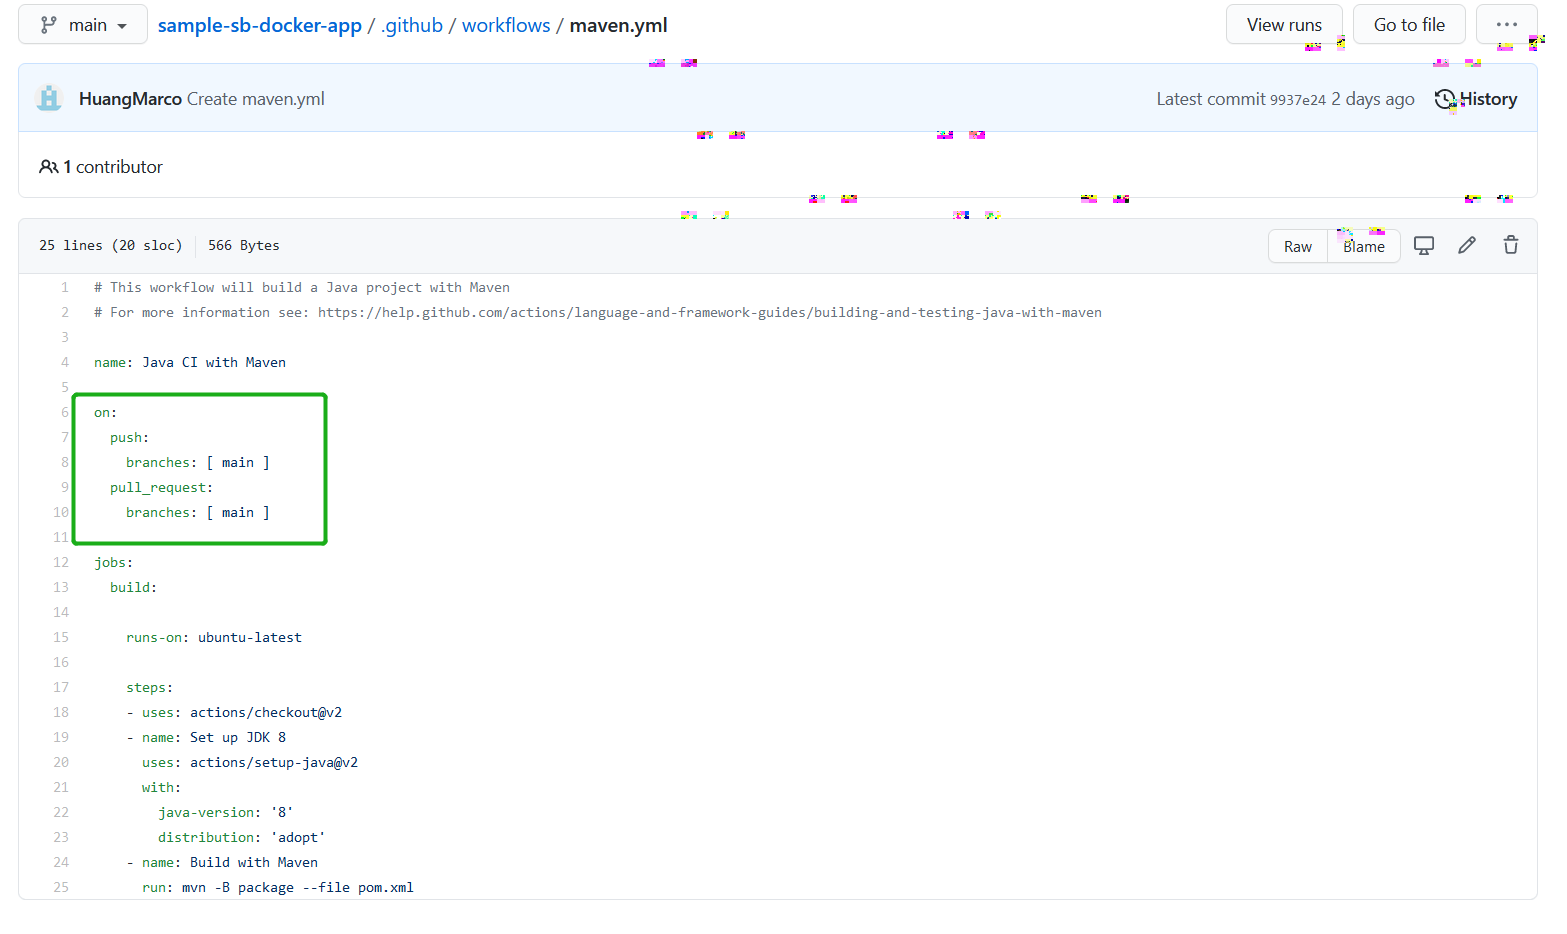 main
sample-sb-docker-app / .github / workflows / maven.yml
View runs
Go to file
HuangMarco Create maven.yml
Latest commit 9937e24 2 days ago
History
1 contributor
25 lines (20 sloc)
566 Bytes
Raw
Blame
1 # This workflow will build a Java project with Maven
2 # For more information see: https://help.github.com/actions/language-and-framework-guides/building-and-testing-java-with-maven
3
4 name: Java CI with Maven
5
6 on:
7   push:
8     branches: [ main ]
9   pull_request:
10     branches: [ main ]
11
12 jobs:
13   build:
14
15     runs-on: ubuntu-latest
16
17     steps:
18     - uses: actions/checkout@v2
19     - name: Set up JDK 8
20       uses: actions/setup-java@v2
21       with:
22         java-version: '8'
23         distribution: 'adopt'
24     - name: Build with Maven
25       run: mvn -B package --file pom.xml